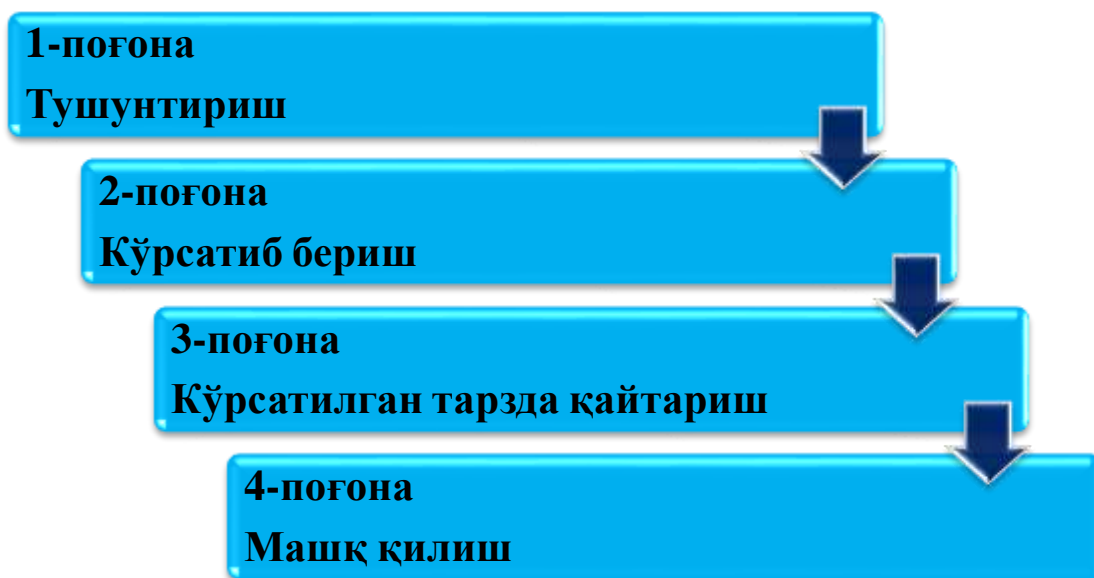 1-поғона
Тушунтириш
2-поғона
Кўрсатиб бериш
3-поғона
Кўрсатилган тарзда қайтариш
4-поғона
Машқ қилиш